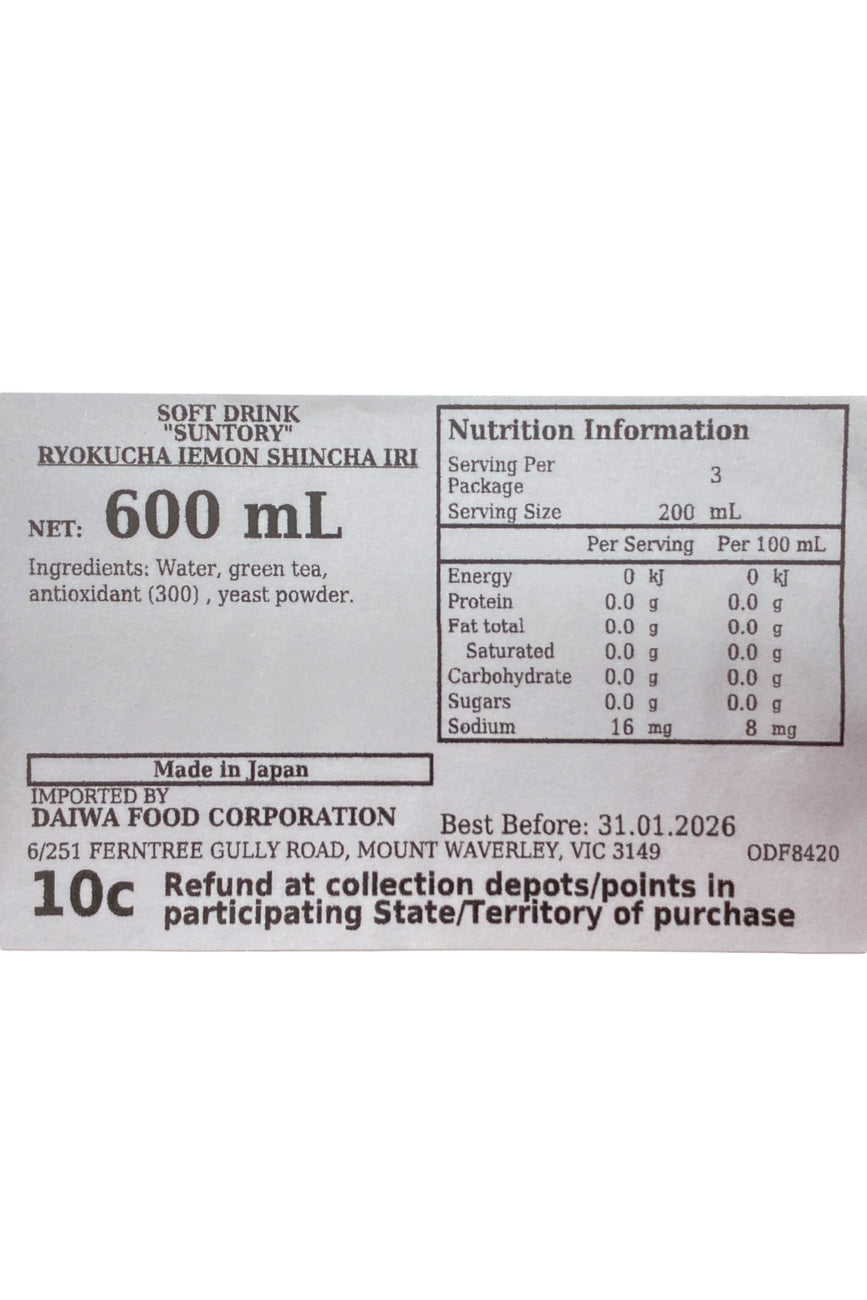 SOFT DRINK
"SUNTORY"
RYOKUCHA IEMON SHINCHA IRI
NET: 600 mL
Ingredients: Water, green tea,
antioxidant (300) , yeast powder.
Nutrition Information
Serving Per
Package 3
Serving Size 200 mL
Per Serving Per 100 mL
Energy 0 kJ 0 kJ
Protein 0.0 g 0.0 g
Fat total 0.0 g 0.0 g
Saturated 0.0 g 0.0 g
Carbohydrate 0.0 g 0.0 g
Sugars 0.0 g 0.0 g
Sodium 16 mg 8 mg
Made in Japan
IMPORTED BY
DAIWA FOOD CORPORATION
Best Before: 31.01.2026
6/251 FERNTREE GULLY ROAD, MOUNT WAVERLEY, VIC 3149 ODF8420
10c Refund at collection depots/points in
participating State/Territory of purchase